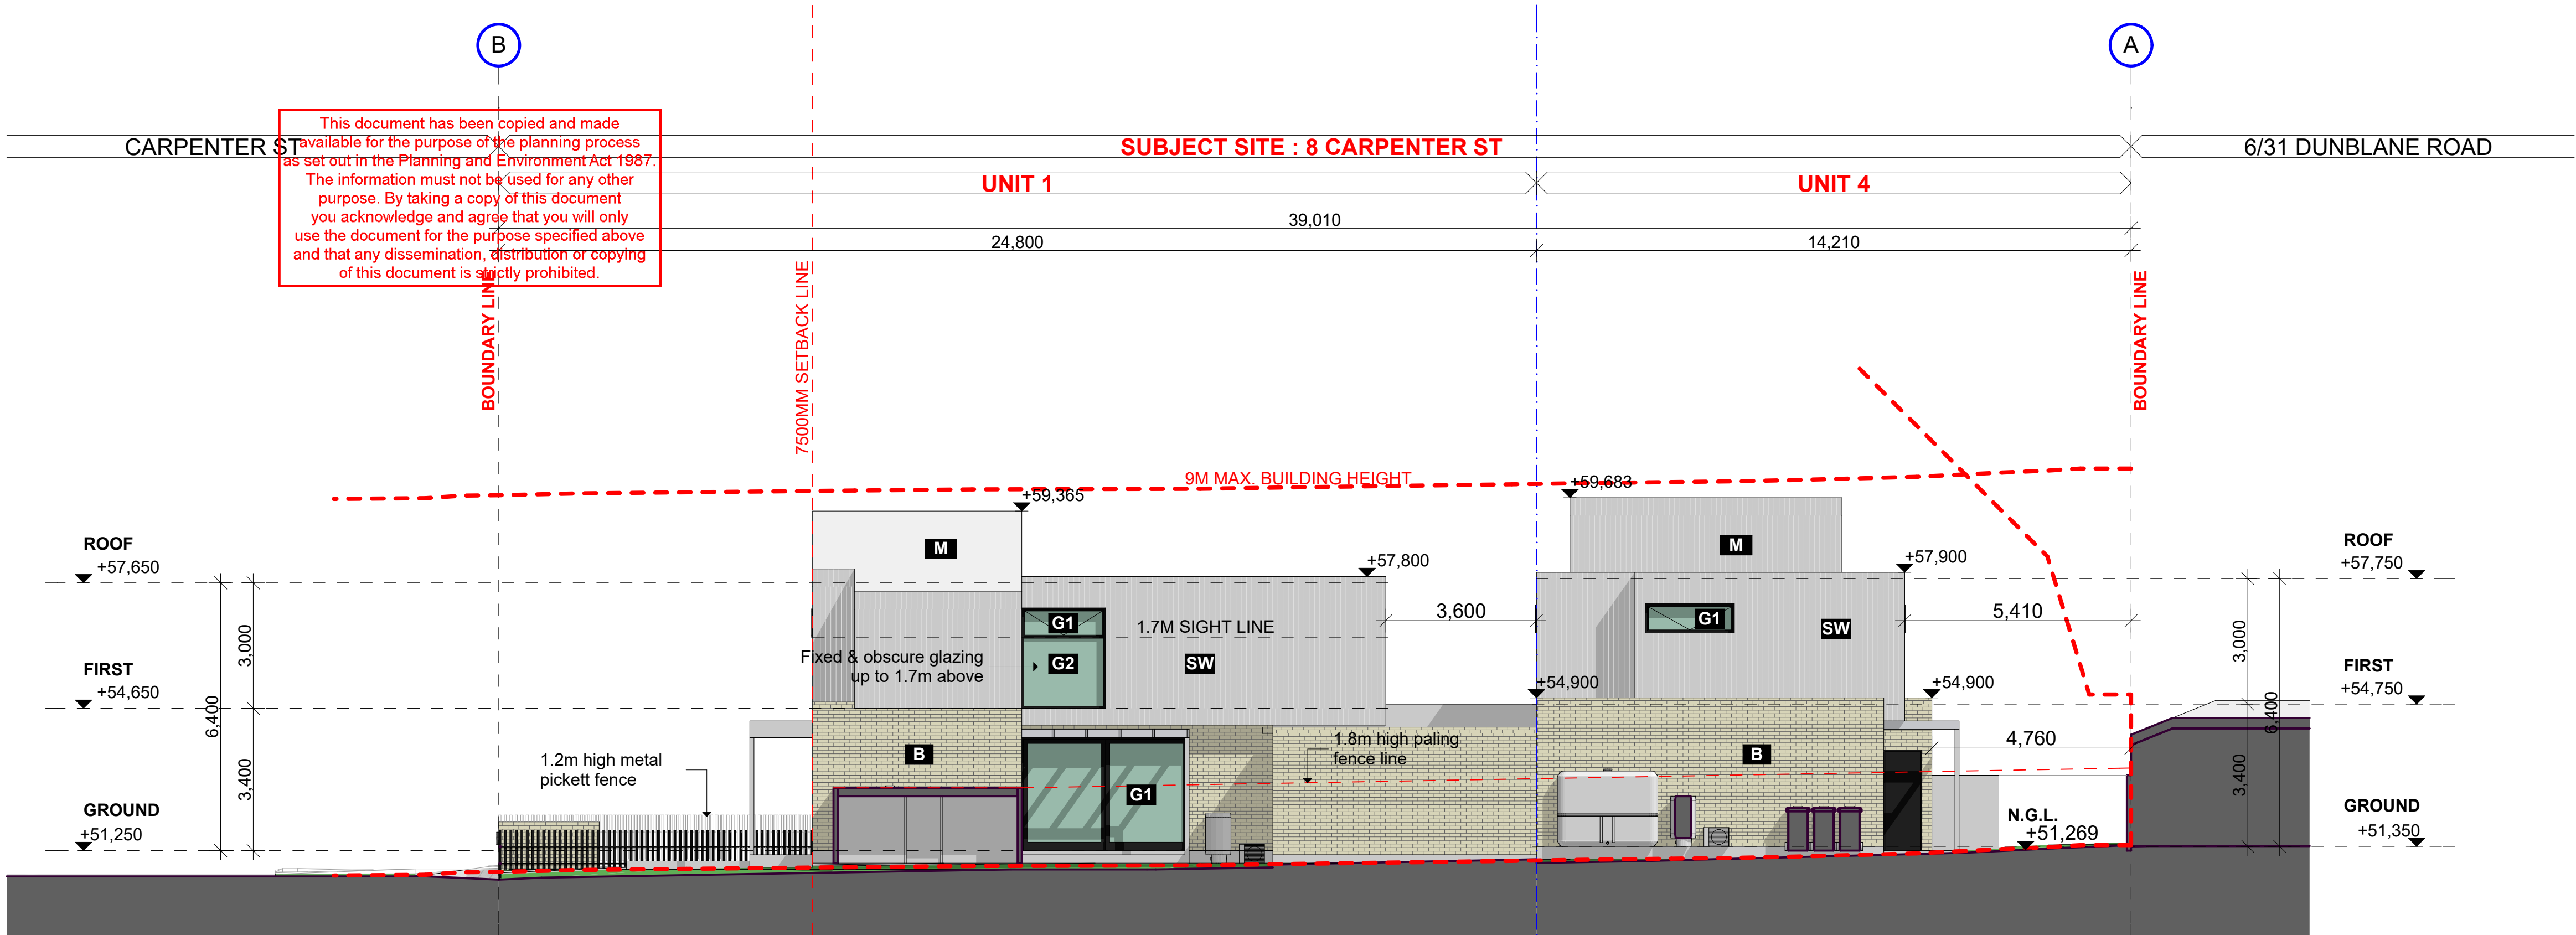 B
A
This document has been copied and made
available for the purpose of the planning process
as set out in the Planning and Environment Act 1987.
The information must not be used for any other
purpose. By taking a copy of this document
you acknowledge and agree that you will only
use the document for the purpose specified above
and that any dissemination, distribution or copying
of this document is strictly prohibited.
CARPENTER ST
SUBJECT SITE : 8 CARPENTER ST
6/31 DUNBLANE ROAD
UNIT 1
UNIT 4
39,010
24,800
14,210
BOUNDARY LINE
7500MM SETBACK LINE
BOUNDARY LINE
9M MAX. BUILDING HEIGHT
+59,365
+59,683
M
M
ROOF
+57,650
+57,800
+57,900
ROOF
+57,750
3,600
5,410
G1
1.7M SIGHT LINE
G1
SW
3,000
3,000
Fixed & obscure glazing
up to 1.7m above
G2
SW
FIRST
+54,650
+54,900
+54,900
FIRST
+54,750
6,400
6,400
1.2m high metal
pickett fence
B
1.8m high paling
fence line
B
4,760
3,400
3,400
G1
GROUND
+51,250
N.G.L.
+51,269
GROUND
+51,350